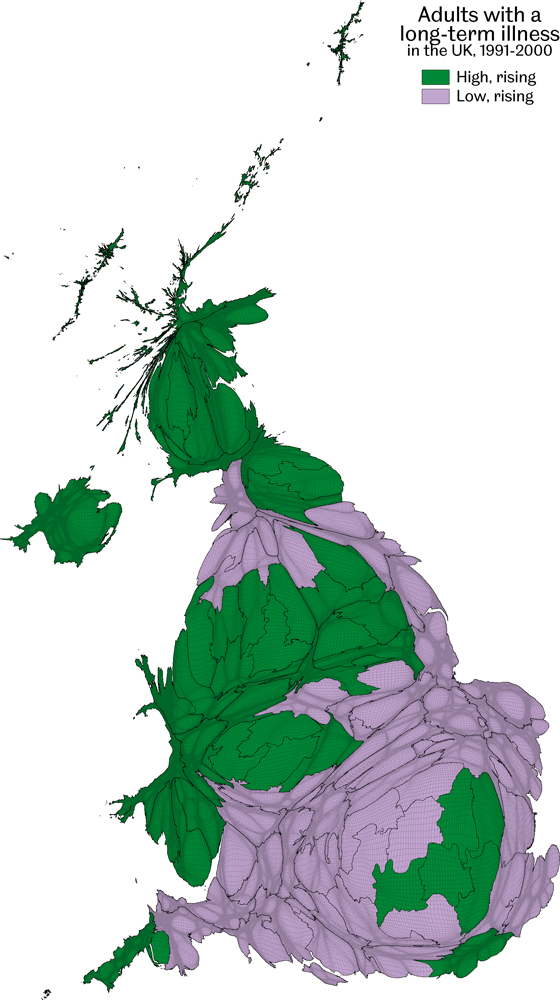 Adults with a
long-term illness
in the UK, 1991-2000
High, rising
Low, rising